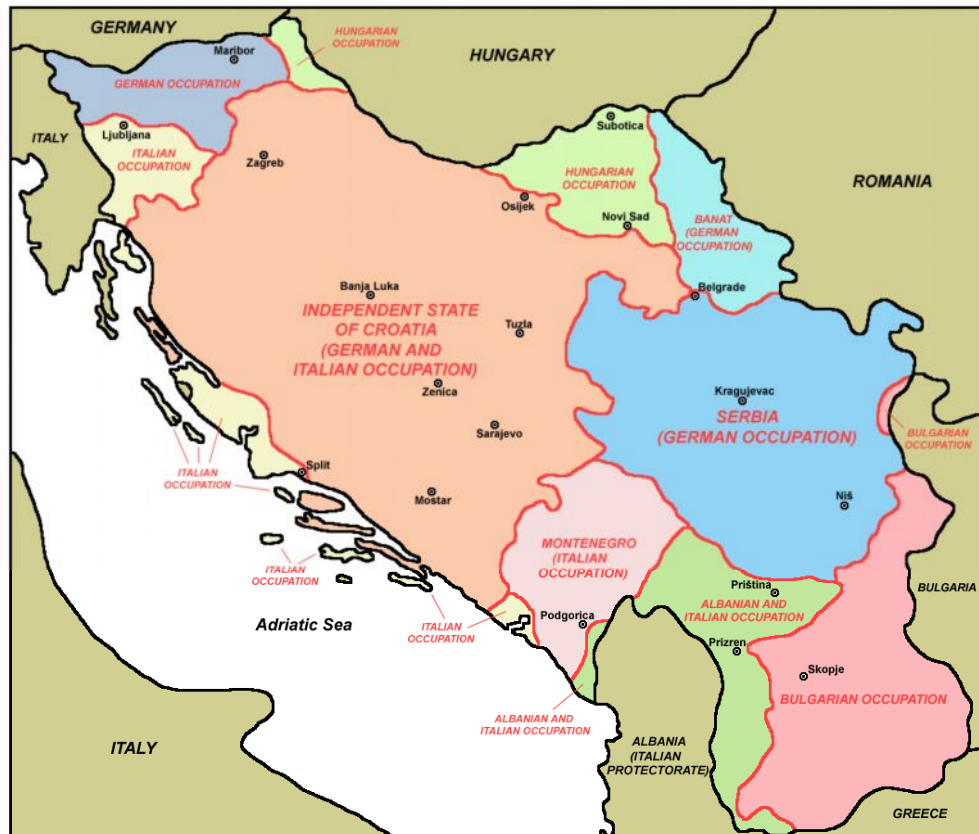 GERMANY
HUNGARIAN
OCCUPATION
Maribor
HUNGARY
GERMAN OCCUPATION
Subotica
ITALY
Ljubljana
ITALIAN
OCCUPATION
Zagreb
HUNGARIAN
OCCUPATION
ROMANIA
Osijek
Novi Sad
BANAT
(GERMAN
OCCUPATION)
Banja Luka
Belgrade
INDEPENDENT STATE
OF CROATIA
(GERMAN AND
ITALIAN OCCUPATION)
Tuzla
Zenica
Kragujevac
SERBIA
(GERMAN OCCUPATION)
Sarajevo
BULGARIAN
OCCUPATION
Split
ITALIAN
OCCUPATION
Mostar
Niš
MONTENEGRO
(ITALIAN
OCCUPATION)
ITALIAN
OCCUPATION
Priština
BULGARIA
ALBANIAN AND
ITALIAN OCCUPATION
Adriatic Sea
ITALIAN
OCCUPATION
Podgorica
Prizren
Skopje
BULGARIAN OCCUPATION
ALBANIAN AND
ITALIAN OCCUPATION
ITALY
ALBANIA
(ITALIAN
PROTECTORATE)
GREECE